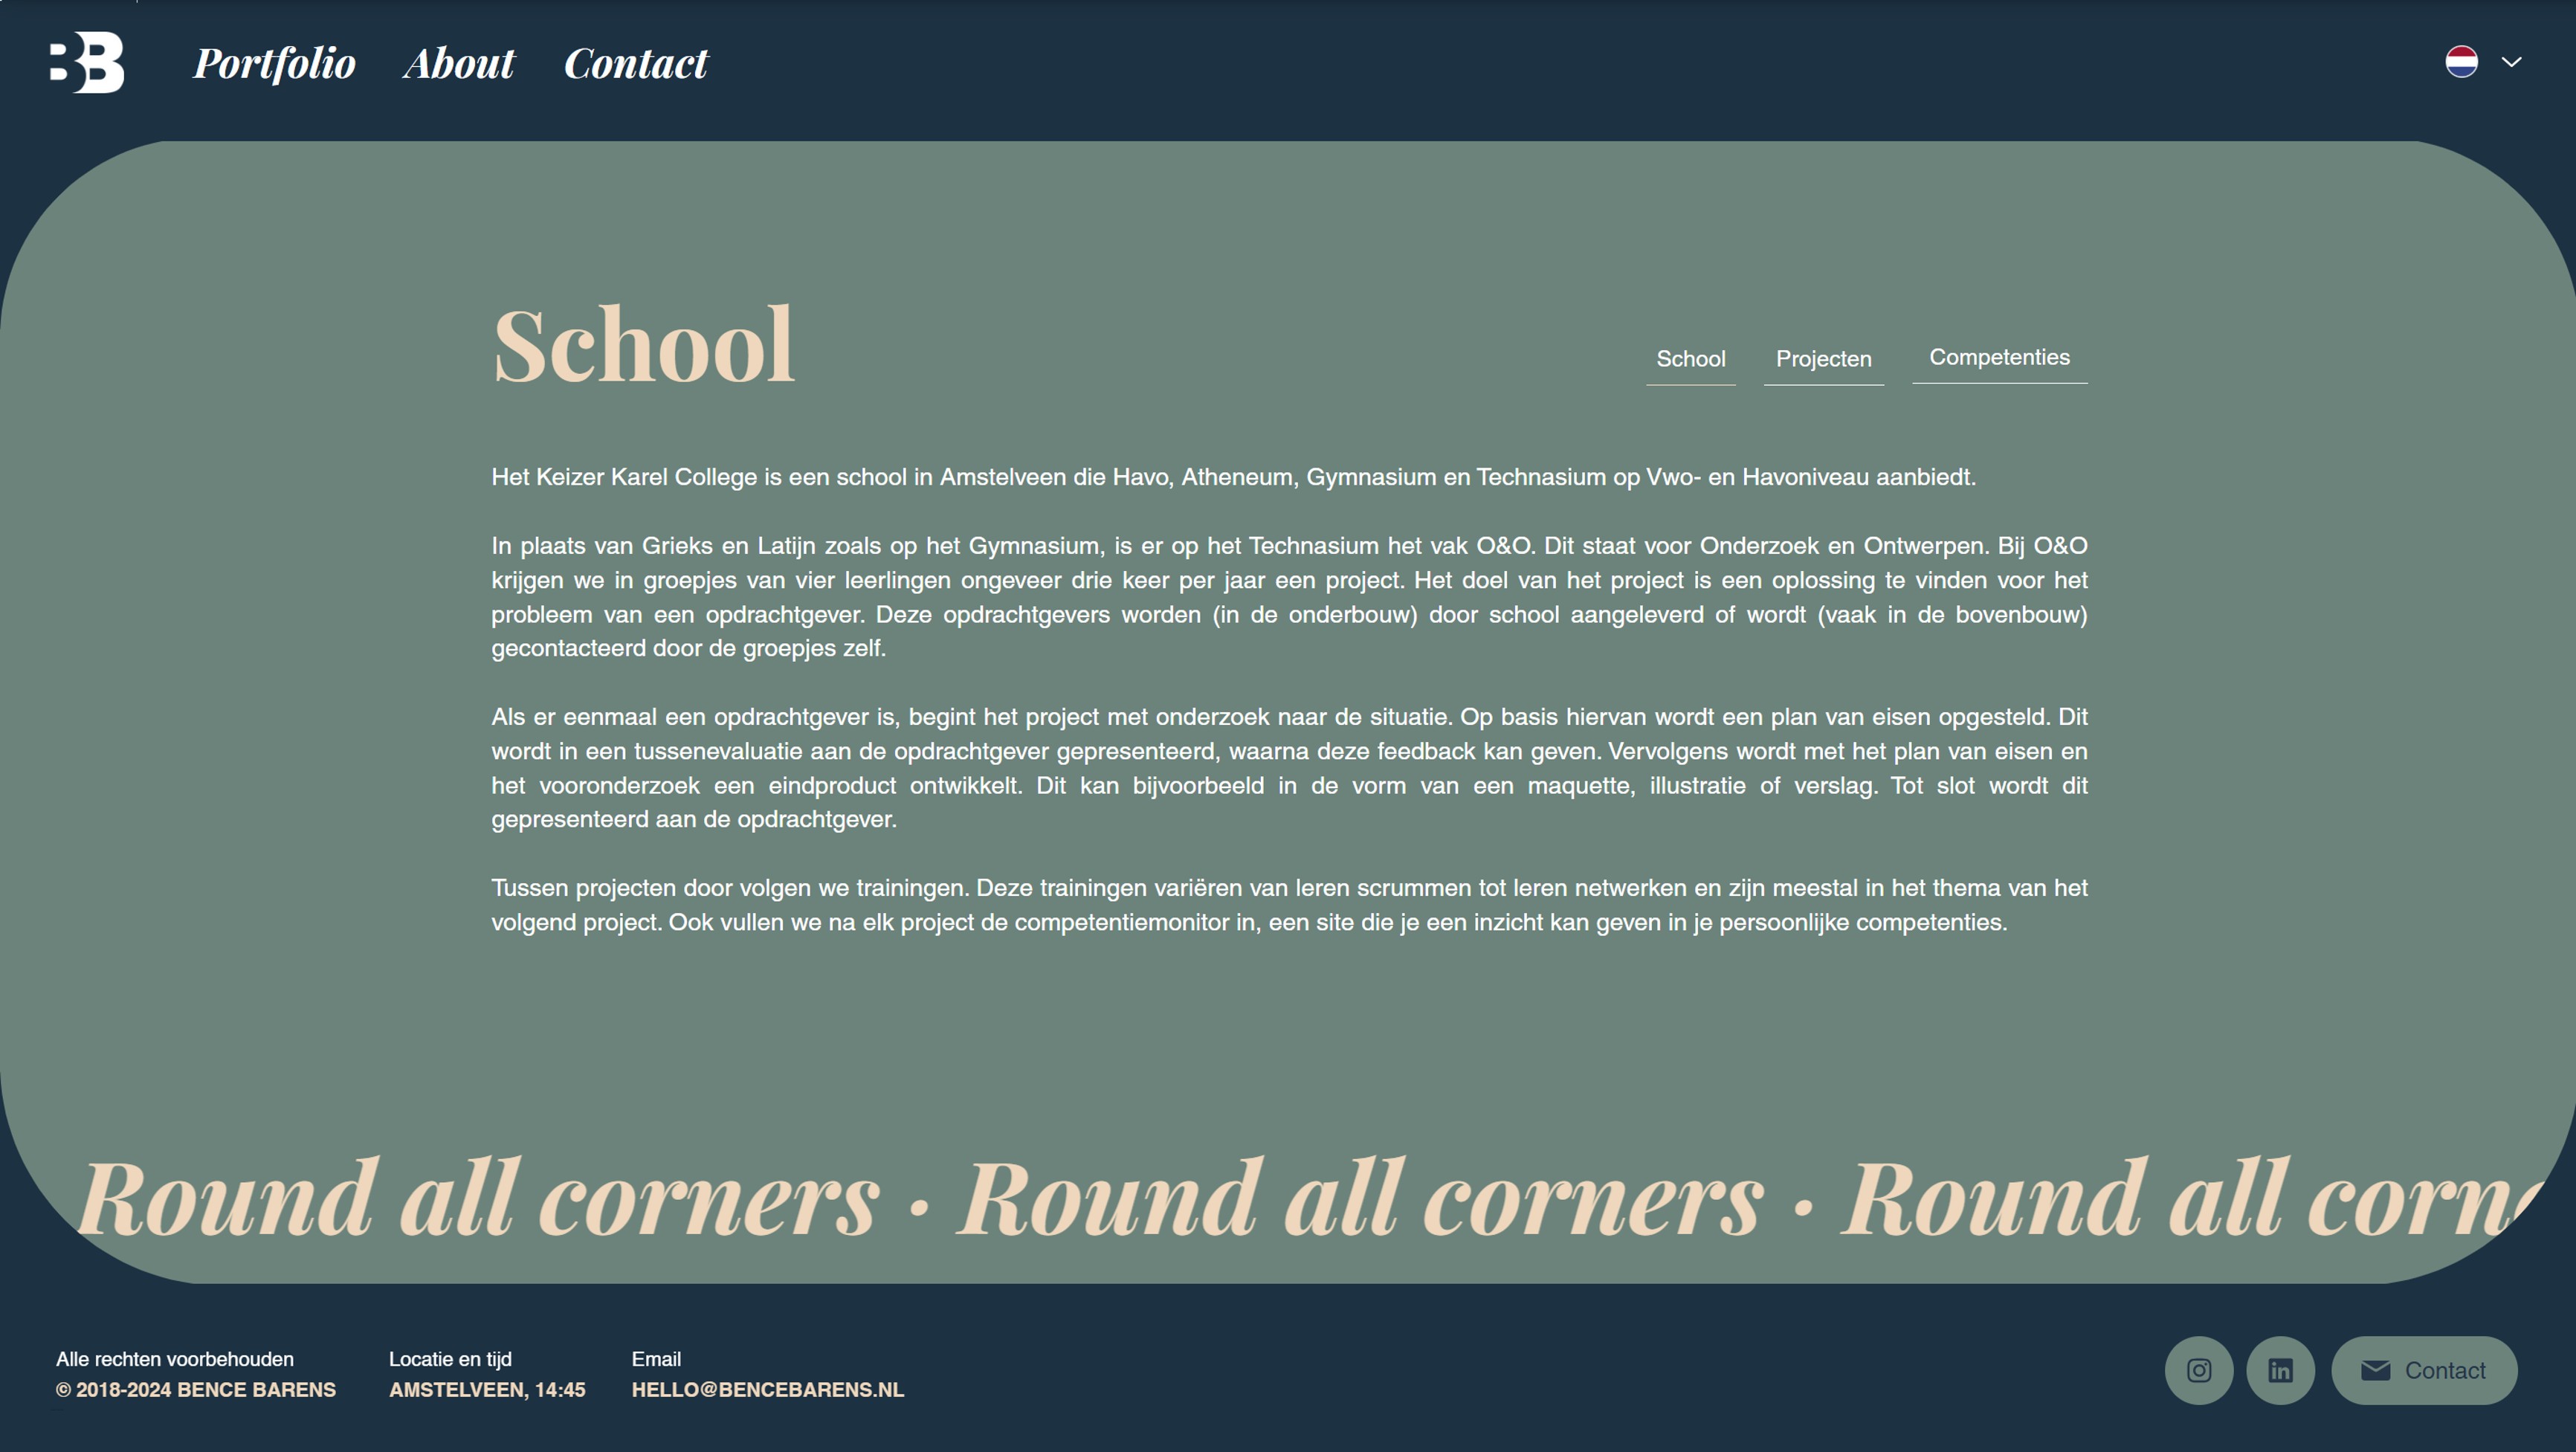 BB
Portfolio About Contact
School
School Projecten Competenties
Het Keizer Karel College is een school in Amstelveen die Havo, Atheneum, Gymnasium en Technasium op Vwo- en Havoniveau aanbiedt.
In plaats van Grieks en Latijn zoals op het Gymnasium, is er op het Technasium het vak O&O. Dit staat voor Onderzoek en Ontwerpen. Bij O&O
krijgen we in groepjes van vier leerlingen ongeveer drie keer per jaar een project. Het doel van het project is een oplossing te vinden voor het
probleem van een opdrachtgever. Deze opdrachtgevers worden (in de onderbouw) door school aangeleverd of wordt (vaak in de bovenbouw)
gecontacteerd door de groepjes zelf.
Als er eenmaal een opdrachtgever is, begint het project met onderzoek naar de situatie. Op basis hiervan wordt een plan van eisen opgesteld. Dit
wordt in een tussenevaluatie aan de opdrachtgever gepresenteerd, waarna deze feedback kan geven. Vervolgens wordt met het plan van eisen en
het vooronderzoek een eindproduct ontwikkelt. Dit kan bijvoorbeeld in de vorm van een maquette, illustratie of verslag. Tot slot wordt dit
gepresenteerd aan de opdrachtgever.
Tussen projecten door volgen we trainingen. Deze trainingen variëren van leren scrummen tot leren netwerken en zijn meestal in het thema van het
volgend project. Ook vullen we na elk project de competentiemonitor in, een site die je een inzicht kan geven in je persoonlijke competenties.
Round all corners · Round all corners · Round all corne
Alle rechten voorbehouden
© 2018-2024 BENCE BARENS
Locatie en tijd
AMSTELVEEN, 14:45
Email
HELLO@BENCEBARENS.NL
in
Contact